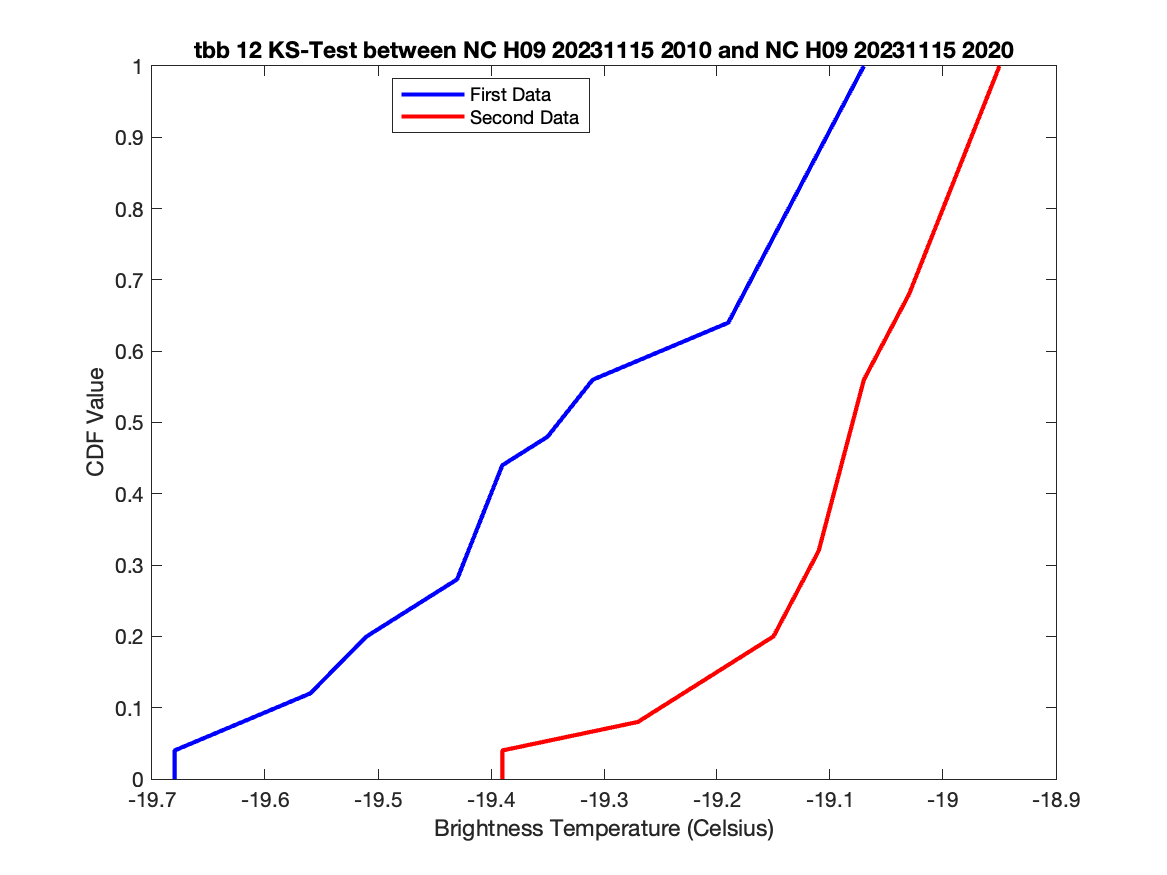 tbb 12 KS-Test between NC H09 20231115 2010 and NC H09 20231115 2020
First Data
Second Data
1
0.9
0.8
0.7
0.6
0.5
0.4
0.3
0.2
0.1
0
CDF Value
-19.7 -19.6 -19.5 -19.4 -19.3 -19.2 -19.1 -19 -18.9
Brightness Temperature (Celsius)